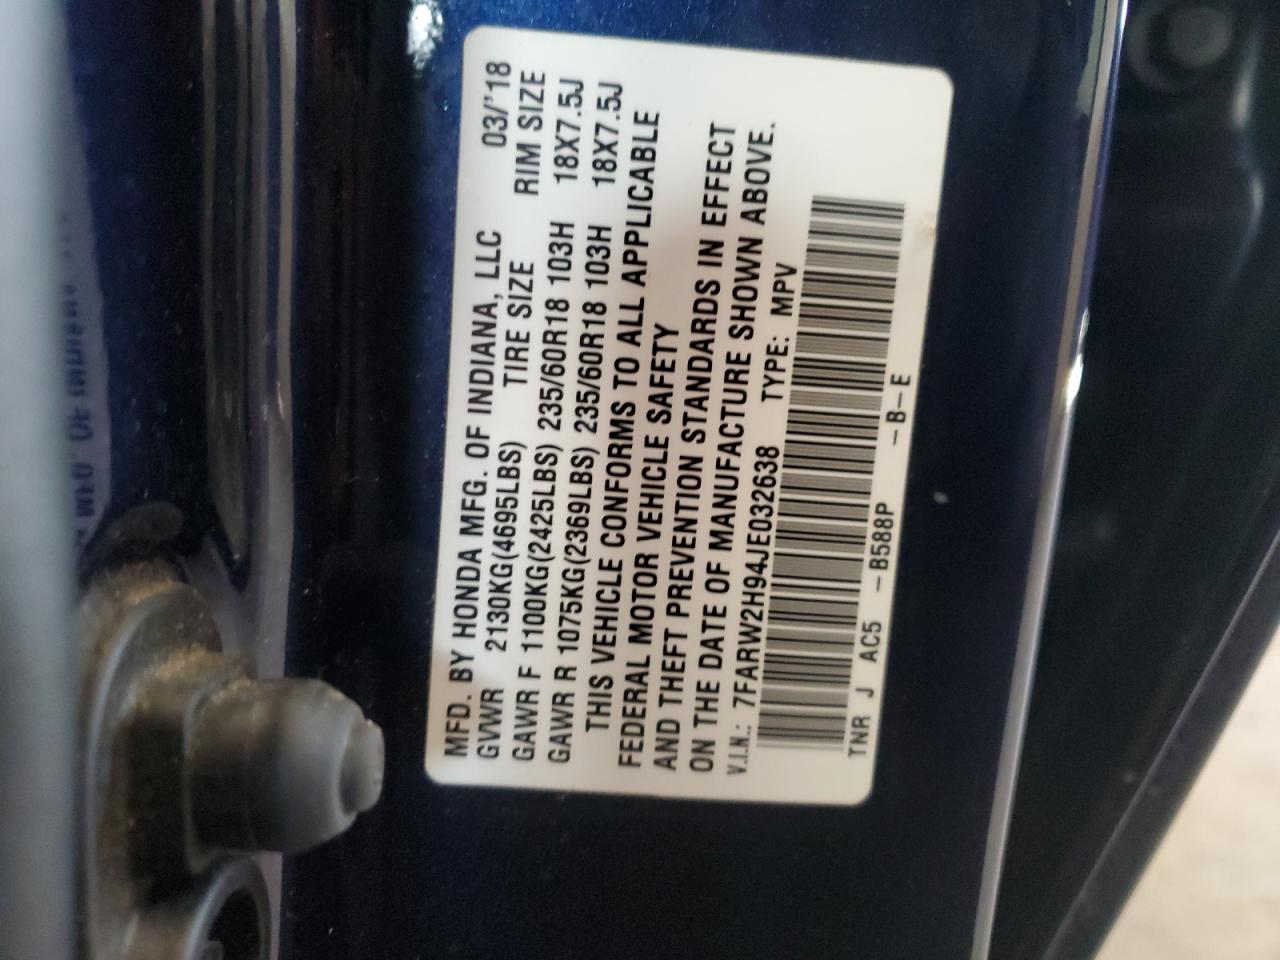 MFD. BY HONDA MFG. OF INDIANA, LLC 03/'18
GVWR 2130KG(4695LBS) TIRE SIZE RIM SIZE
GAWR F 1100KG(2425LBS) 235/60R18 103H 18X7.5J
GAWR R 1075KG(2369LBS) 235/60R18 103H 18X7.5J
THIS VEHICLE CONFORMS TO ALL APPLICABLE
FEDERAL MOTOR VEHICLE SAFETY
AND THEFT PREVENTION STANDARDS IN EFFECT
ON THE DATE OF MANUFACTURE SHOWN ABOVE.
V.I.N.: 7FARW2H94JE032638 TYPE: MPV
TNR J AC5 -B588P -B-E